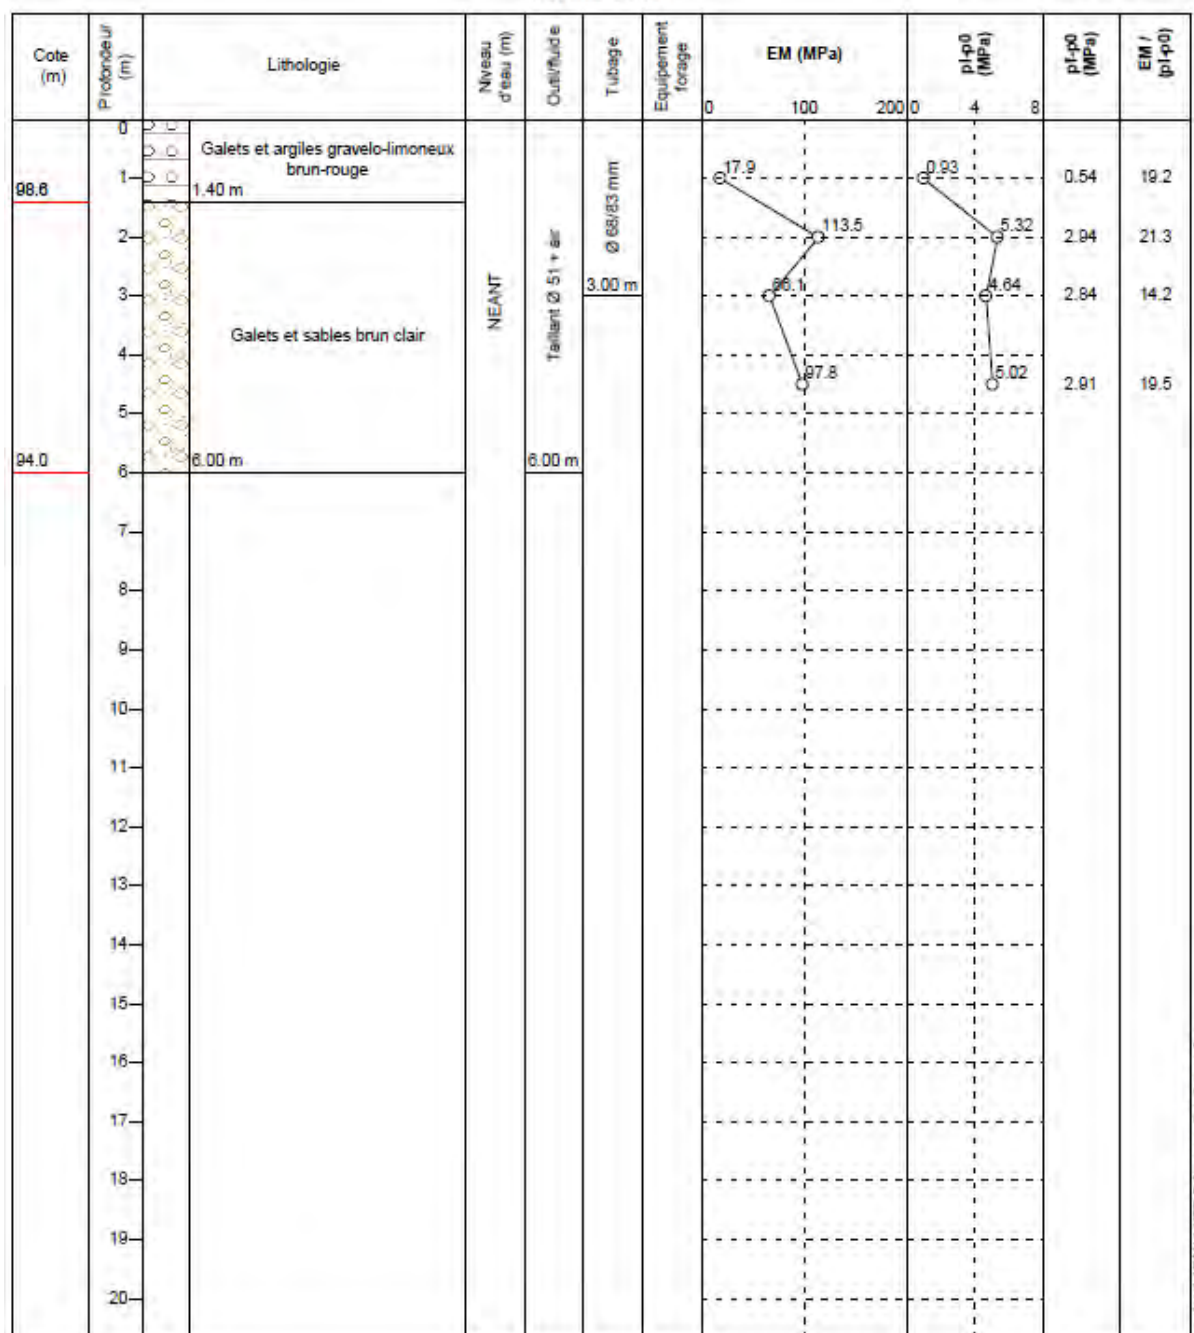 Cote
(m)
Profondeur
(m)
Lithologie
Niveau
d'eau (m)
Outil/fluide
Tubage
Equipement
forage
EM (MPa)
0 100 200
pl-p0
(MPa)
0 4 8
pf-p0
(MPa)
EM /
(pl-p0)
0
Galets et argiles gravelo-limoneux
brun-rouge
1
17.9
0.93
0.54
19.2
98.6
1.40 m
Ø 68/83 mm
2
113.5
5.32
2.94
21.3
NEANT
Taillant Ø 51 + air
3.00 m
3
66.1
4.64
2.84
14.2
Galets et sables brun clair
4
97.8
5.02
2.91
19.5
5
94.0
6
6.00 m
6.00 m
7
8
9
10
11
12
13
14
15
16
17
18
19
20